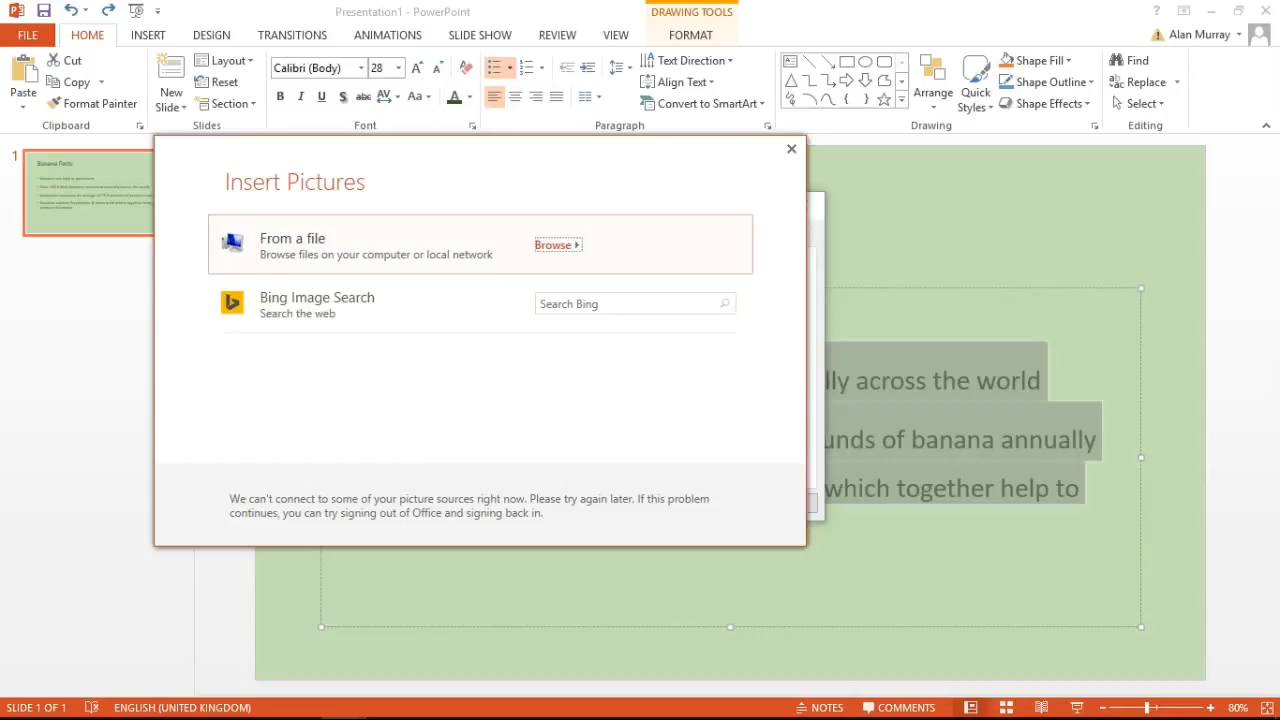 Presentation1 - PowerPoint
DRAWING TOOLS
?
FILE
HOME
INSERT
DESIGN
TRANSITIONS
ANIMATIONS
SLIDE SHOW
REVIEW
VIEW
FORMAT
Alan Murray
Paste
Cut
Copy
Format Painter
Clipboard
New
Slide
Layout
Reset
Section
Slides
Calibri (Body)
28
B I U S abc AV Aa A
Font
Text Direction
Align Text
Convert to SmartArt
Paragraph
Arrange
Quick
Styles
Shape Fill
Shape Outline
Shape Effects
Drawing
Find
Replace
Select
Editing
1
Banana Facts
Insert Pictures
From a file
Browse files on your computer or local network
Browse
Bing Image Search
Search the web
Search Bing
We can't connect to some of your picture sources right now. Please try again later. If this problem
continues, you can try signing out of Office and signing back in.
lly across the world
unds of banana annually
which together help to
SLIDE 1 OF 1
ENGLISH (UNITED KINGDOM)
NOTES
COMMENTS
80%